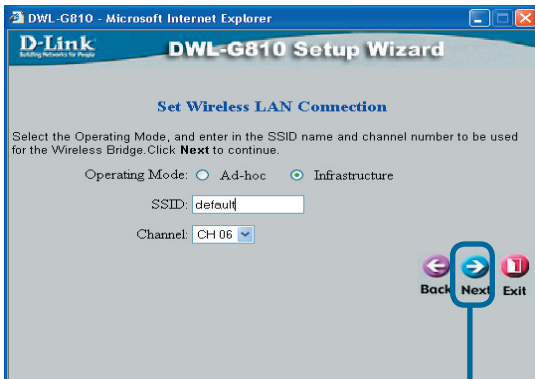 DWL-G810 - Microsoft Internet Explorer
D-Link
Building Networks for People
DWL-G810 Setup Wizard
Set Wireless LAN Connection
Select the Operating Mode, and enter in the SSID name and channel number to be used
for the Wireless Bridge.Click Next to continue.
Operating Mode: Ad-hoc Infrastructure
SSID: default
Channel: CH 06
Back Next Exit